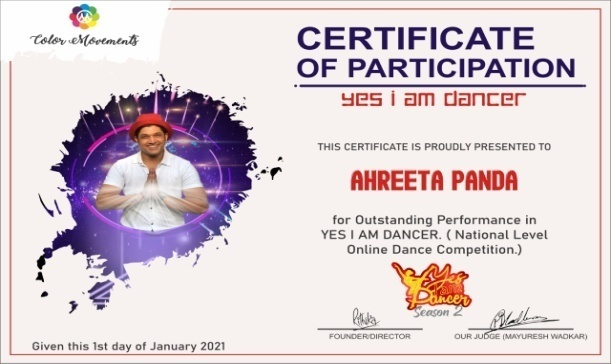 Color Movements
CERTIFICATE
OF PARTICIPATION
yes i am dancer
THIS CERTIFICATE IS PROUDLY PRESENTED TO
AHREETA PANDA
for Outstanding Performance in
YES I AM DANCER. ( National Level
Online Dance Competition.)
Yes
I am
Dancer
Season 2
FOUNDER/DIRECTOR
OUR JUDGE (MAYURESH WADKAR)
Given this 1st day of January 2021